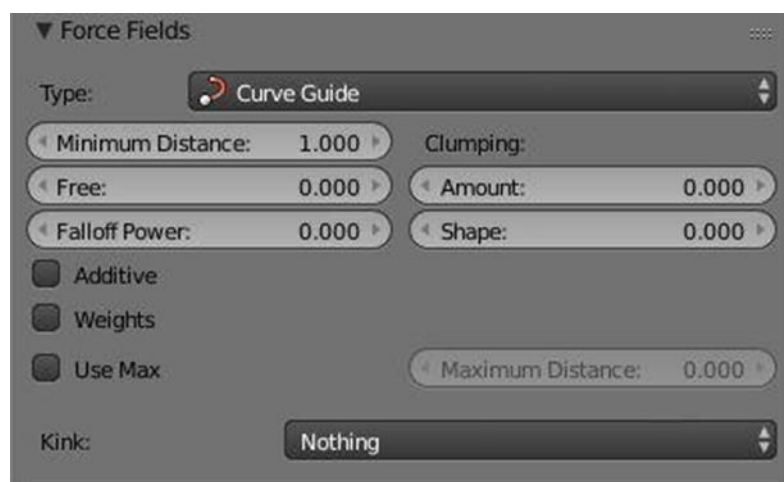 Force Fields
Type: Curve Guide
Minimum Distance: 1.000 Clumping:
Free: 0.000 Amount: 0.000
Falloff Power: 0.000 Shape: 0.000
Additive
Weights
Use Max Maximum Distance: 0.000
Kink: Nothing